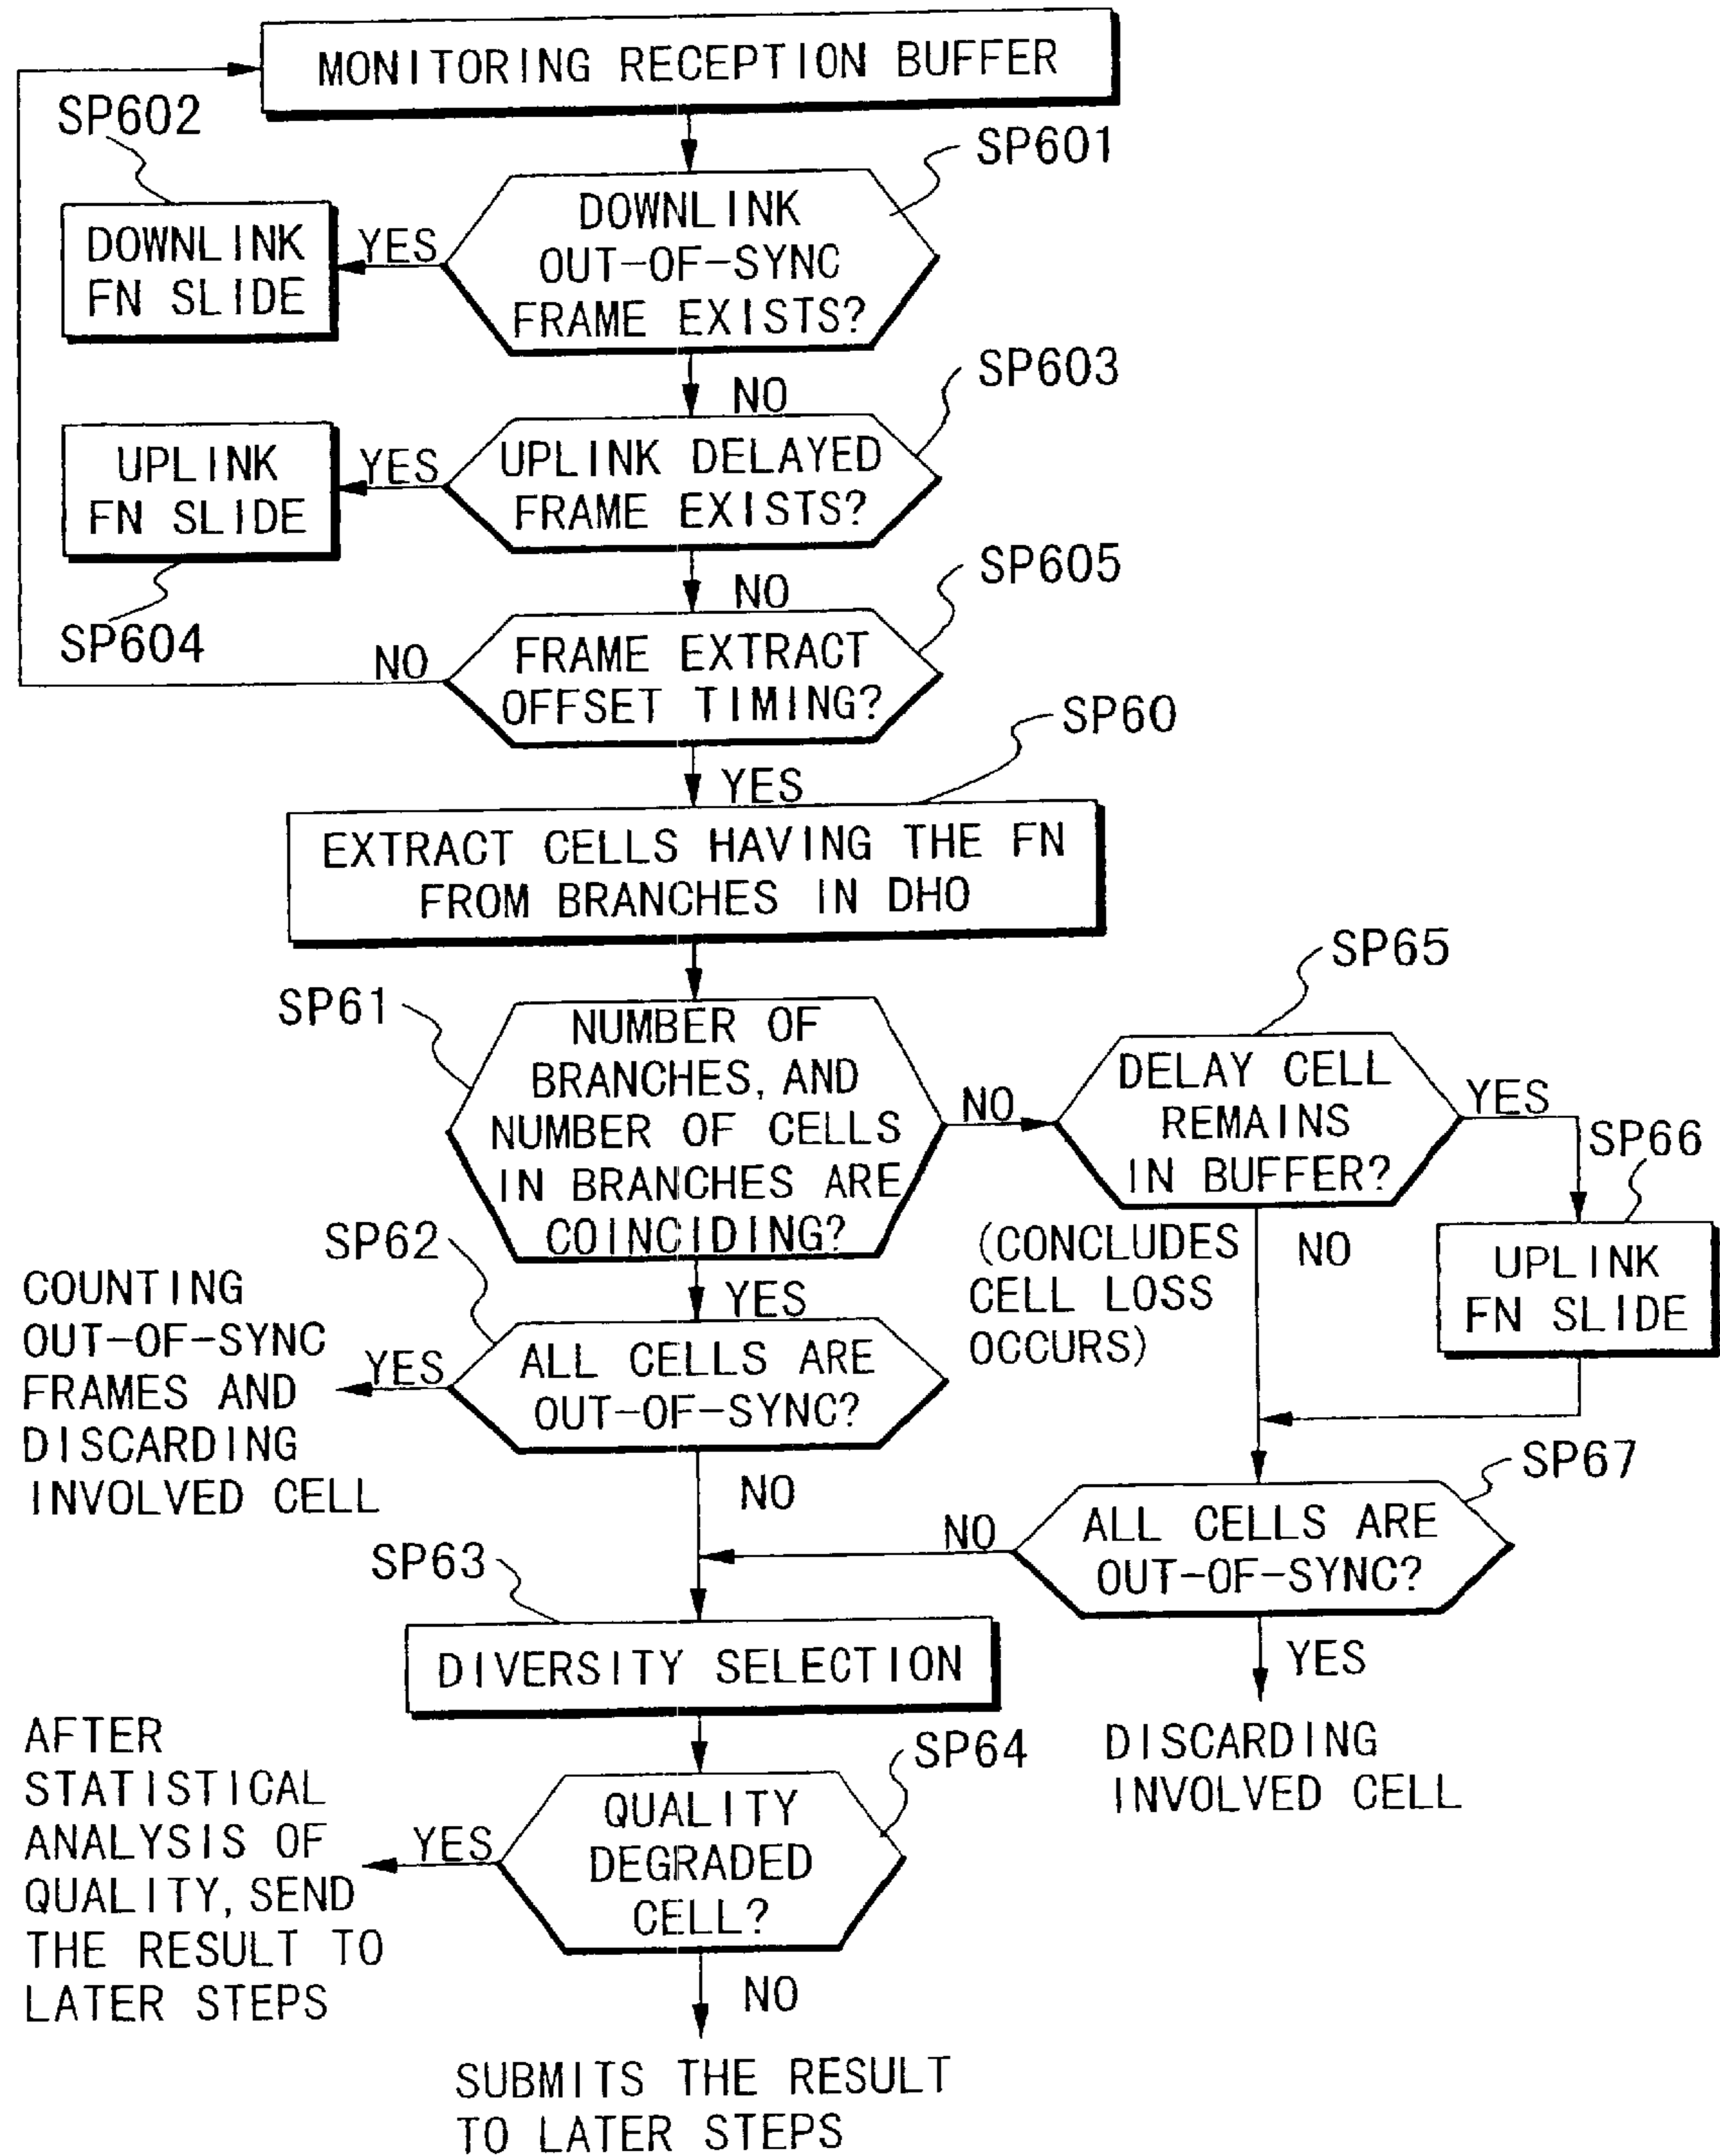 MONITORING RECEPTION BUFFER
SP602
SP601
DOWNLINK
OUT-OF-SYNC
FRAME EXISTS?
YES
DOWNLINK
FN SLIDE
NO
SP603
UPLINK DELAYED
FRAME EXISTS?
YES
UPLINK
FN SLIDE
SP604
NO
SP605
FRAME EXTRACT
OFFSET TIMING?
NO
YES
SP60
EXTRACT CELLS HAVING THE FN
FROM BRANCHES IN DHO
SP61
NUMBER OF
BRANCHES, AND
NUMBER OF CELLS
IN BRANCHES ARE
COINCIDING?
NO
SP65
DELAY CELL
REMAINS
IN BUFFER?
YES
SP66
UPLINK
FN SLIDE
(CONCLUDES
CELL LOSS
OCCURS)
NO
YES
SP62
ALL CELLS ARE
OUT-OF-SYNC?
YES
COUNTING
OUT-OF-SYNC
FRAMES AND
DISCARDING
INVOLVED CELL
NO
SP67
ALL CELLS ARE
OUT-OF-SYNC?
NO
YES
DISCARDING
INVOLVED CELL
SP63
DIVERSITY SELECTION
SP64
QUALITY
DEGRADED
CELL?
YES
AFTER
STATISTICAL
ANALYSIS OF
QUALITY, SEND
THE RESULT TO
LATER STEPS
NO
SUBMITS THE RESULT
TO LATER STEPS